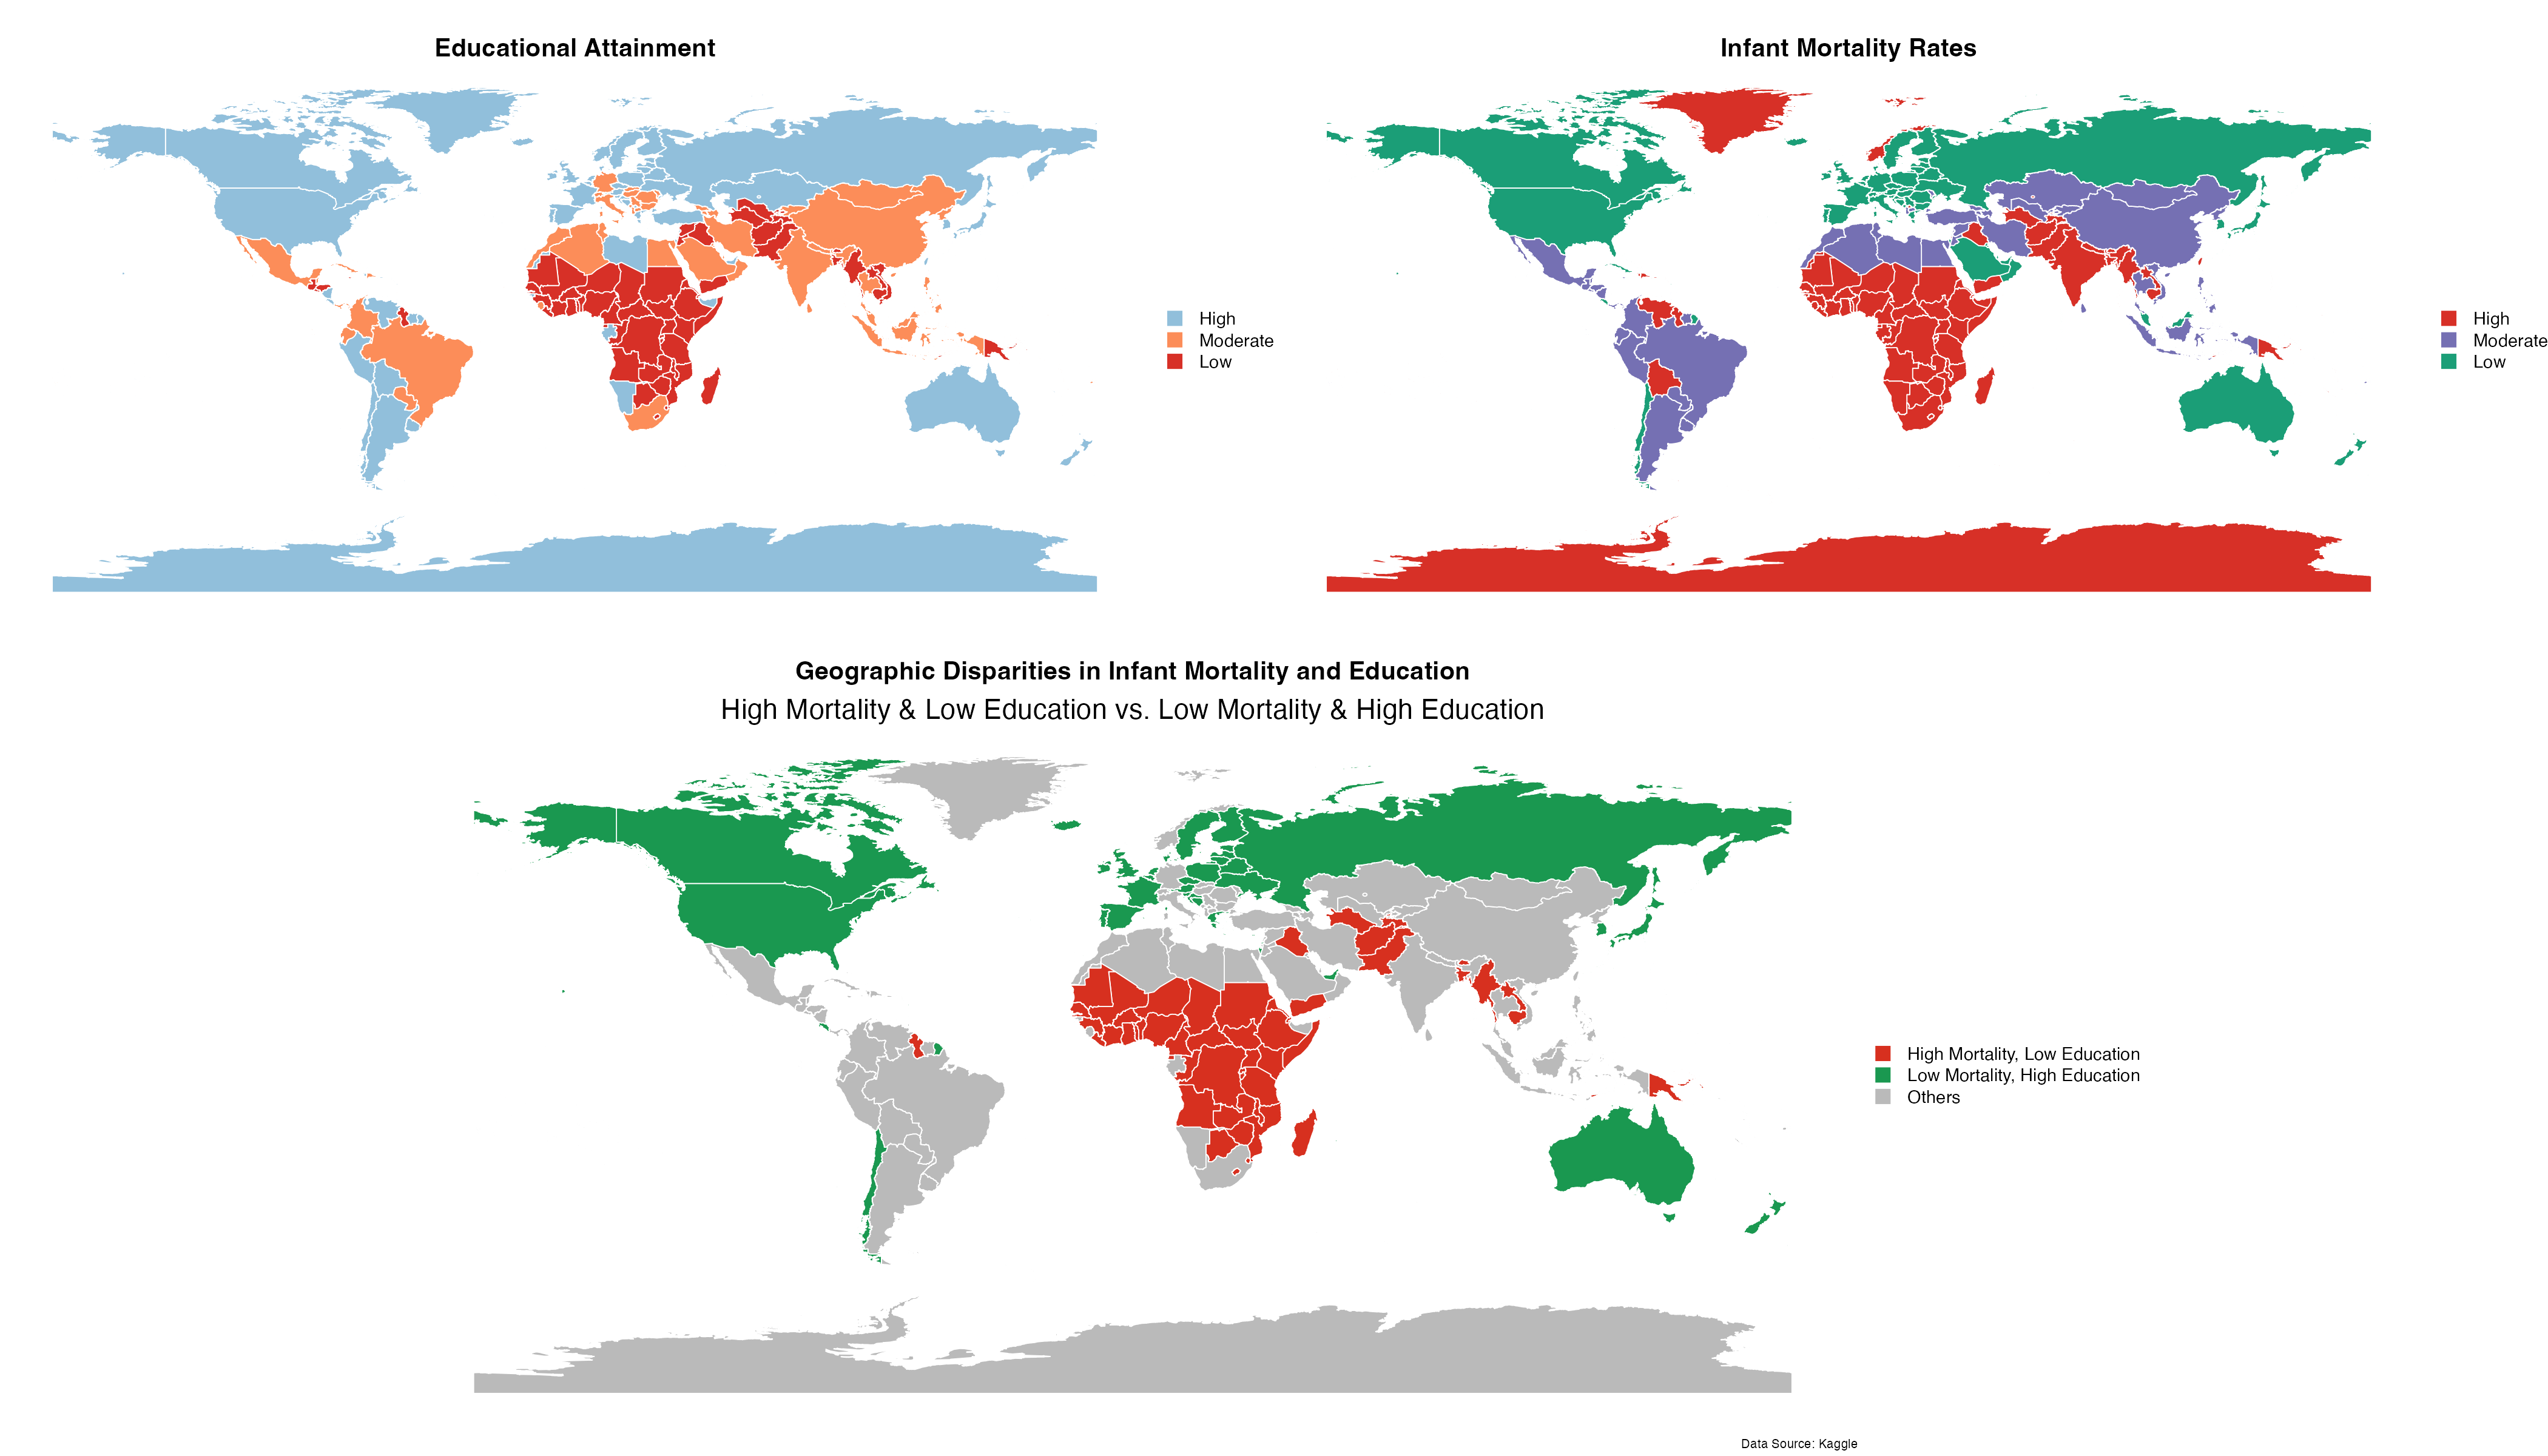 Educational Attainment
High
Moderate
Low
Infant Mortality Rates
High
Moderate
Low
Geographic Disparities in Infant Mortality and Education
High Mortality & Low Education vs. Low Mortality & High Education
High Mortality, Low Education
Low Mortality, High Education
Others
Data Source: Kaggle